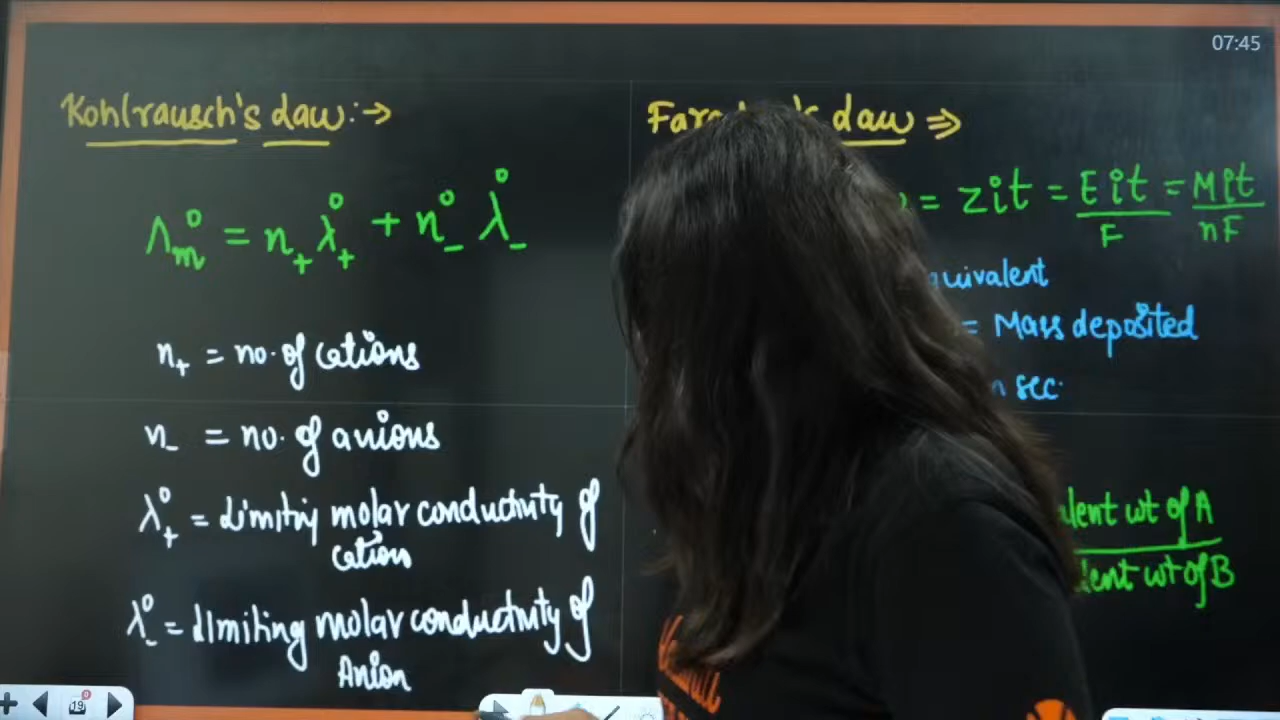 07:45
Kohlrausch's Law:→
Λ°m = n₊ λ°₊ + n°₋ λ°₋
n₊ = no. of cations
n₋ = no. of anions
λ°₊ = Limiting molar conductivity of
cation
λ°₋ = limiting molar conductivity of
Anion
Law ⇒
= zit = Eit/F = Mit/nF
quivalent
= Mass deposited
n sec.
alent wt of A
lent wt of B
19